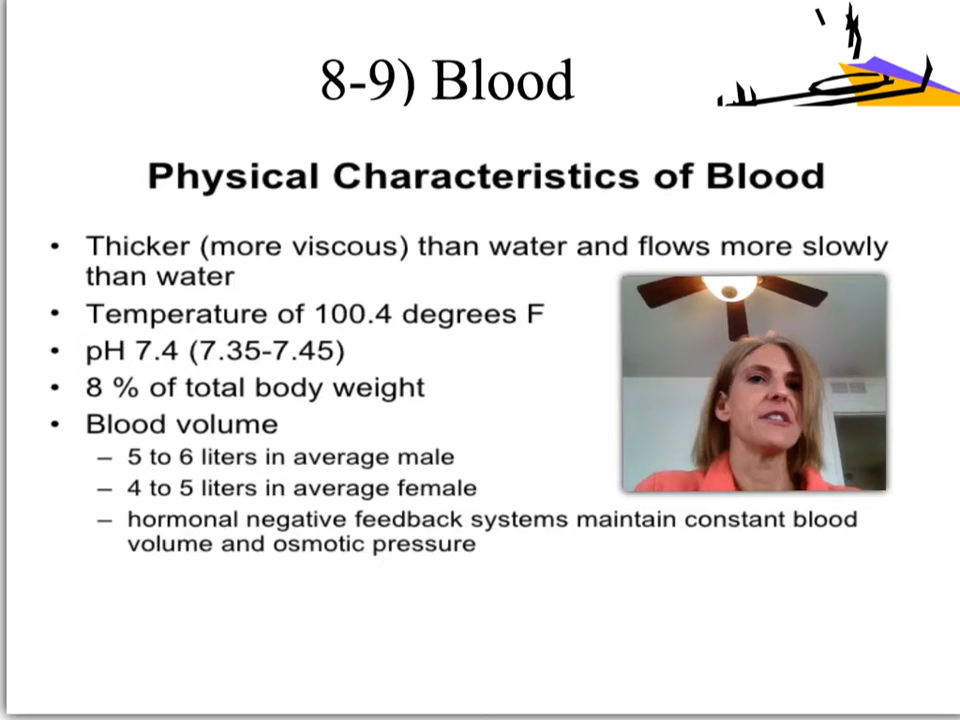 8-9) Blood
Physical Characteristics of Blood
• Thicker (more viscous) than water and flows more slowly
than water
• Temperature of 100.4 degrees F
• pH 7.4 (7.35-7.45)
• 8 % of total body weight
• Blood volume
– 5 to 6 liters in average male
– 4 to 5 liters in average female
– hormonal negative feedback systems maintain constant blood
volume and osmotic pressure